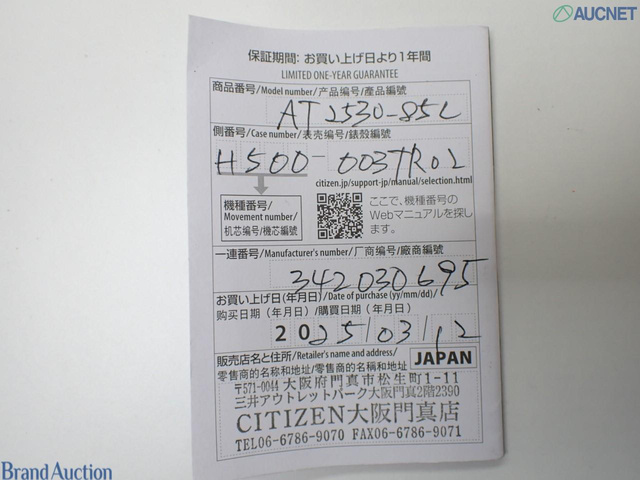 AUCNET
保証期間: お買い上げ日より1年間
LIMITED ONE-YEAR GUARANTEE
商品番号/Model number/产品编号/產品編號
AT2530-85L
側番号/Case number/表壳编号/錶殼編號
H500-003TR02
citizen.jp/support-jp/manual/selection.html
機種番号/
Movement number/
机芯编号/機芯編號
ここで、機種番号の
Webマニュアルを探し
ます。
一連番号/Manufacturer's number/厂商编号/廠商編號
342030695
お買い上げ日(年月日)/Date of purchase (yy/mm/dd)/
购买日期（年月日）/購買日期（年月日）
2025/03/12
販売店名と住所/Retailer's name and address/
零售商的名称和地址/零售商的名稱和地址
JAPAN
〒571-0044 大阪府門真市松生町1-11
三井アウトレットパーク大阪門真2階2390
CITIZEN大阪門真店
TEL06-6786-9070 FAX06-6786-9071
Brand Auction